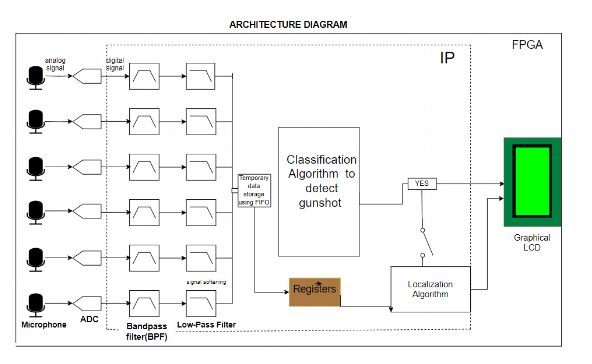 ARCHITECTURE DIAGRAM
FPGA
IP
analog
signal
digital
signal
Classification
Algorithm to
detect
gunshot
Temporary
data
storage
using FIFO
YES
Graphical
LCD
signal softening
Registers
Localization
Algorithm
Microphone
ADC
Bandpass
filter(BPF)
Low-Pass Filter